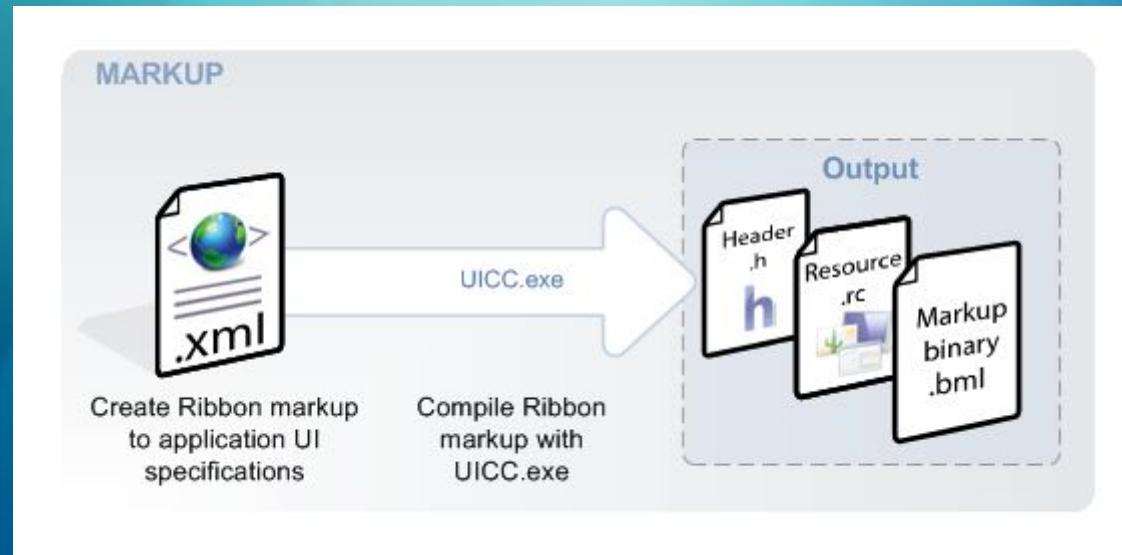 MARKUP
< >
.xml
Create Ribbon markup
to application UI
specifications
UICC.exe
Compile Ribbon
markup with
UICC.exe
Output
Header
.h
h
Resource
.rc
Markup
binary
.bml